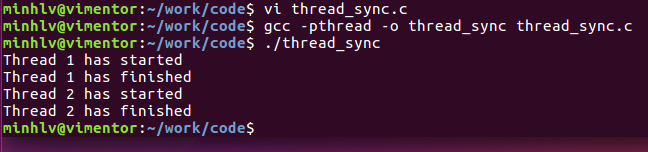 minhlv@vimentor:~/work/code$ vi thread_sync.c
minhlv@vimentor:~/work/code$ gcc -pthread -o thread_sync thread_sync.c
minhlv@vimentor:~/work/code$ ./thread_sync
Thread 1 has started
Thread 1 has finished
Thread 2 has started
Thread 2 has finished
minhlv@vimentor:~/work/code$